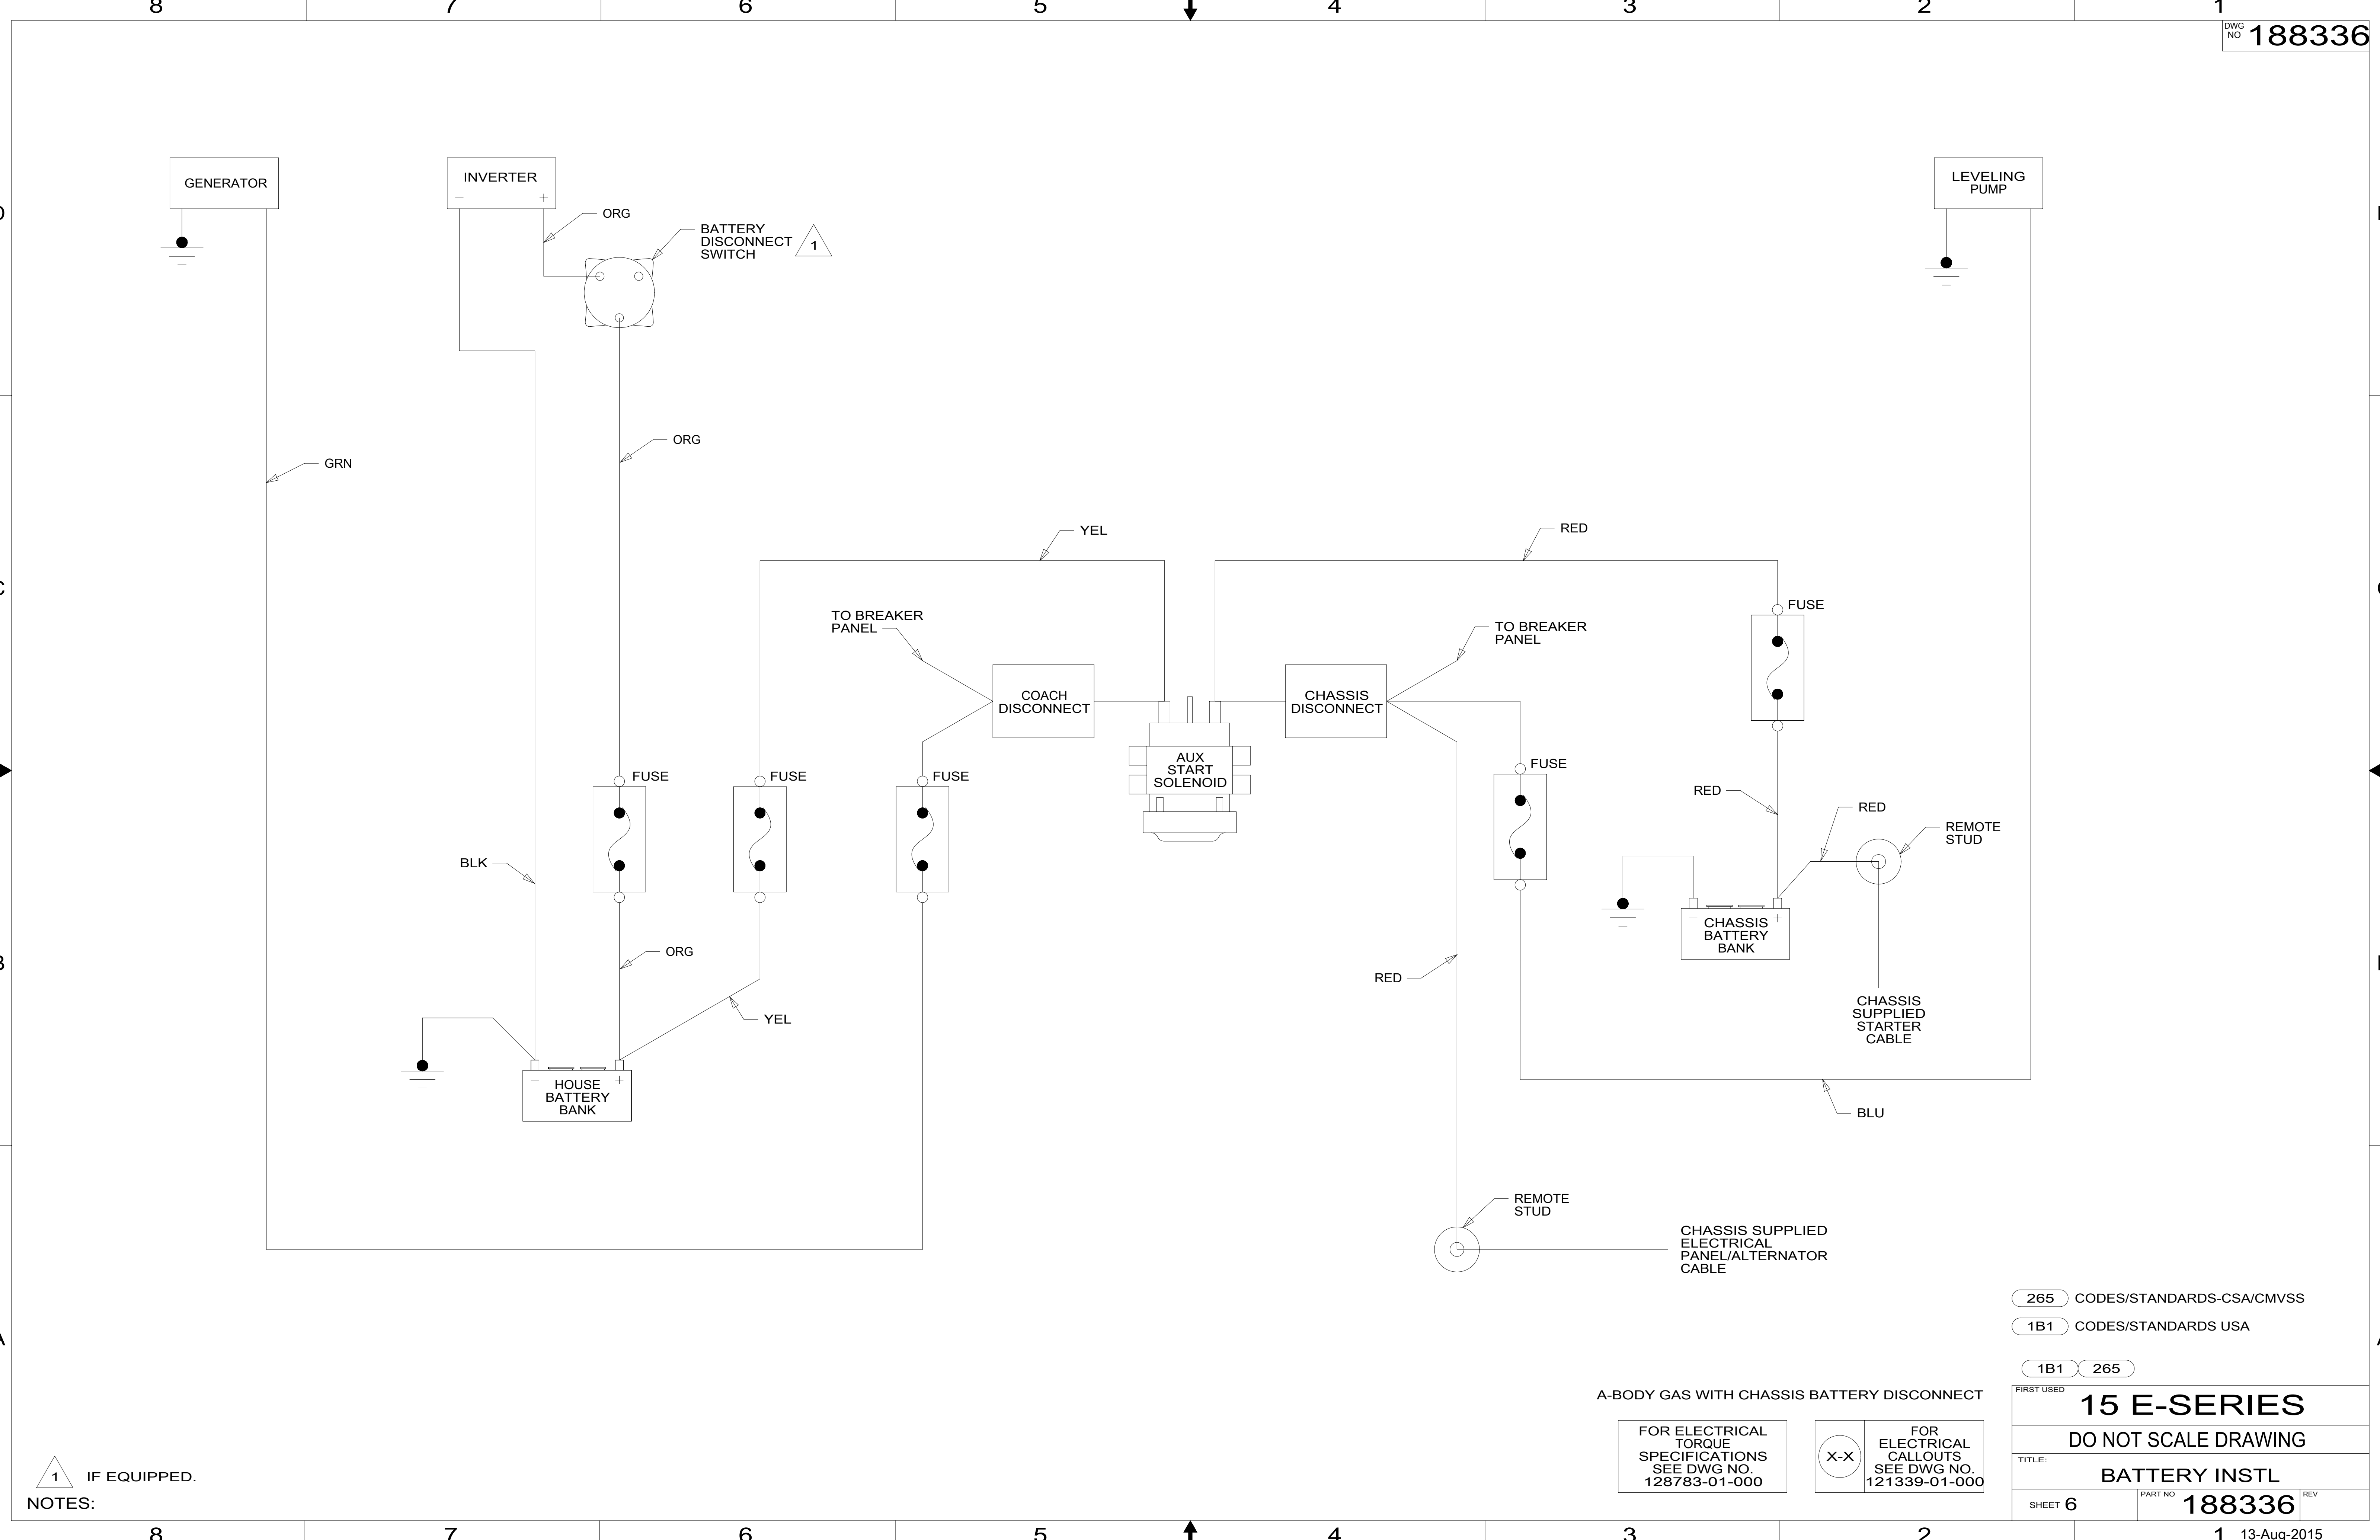 8 7 6 5 4 3 2 1
DWG
NO
188336
GENERATOR
INVERTER
− +
LEVELING
PUMP
ORG
BATTERY
DISCONNECT
SWITCH
1
ORG
GRN
YEL
RED
TO BREAKER
PANEL
COACH
DISCONNECT
CHASSIS
DISCONNECT
TO BREAKER
PANEL
FUSE
AUX
START
SOLENOID
FUSE
FUSE
FUSE
FUSE
RED
RED
REMOTE
STUD
BLK
− +
CHASSIS
BATTERY
BANK
ORG
RED
YEL
CHASSIS
SUPPLIED
STARTER
CABLE
− +
HOUSE
BATTERY
BANK
BLU
REMOTE
STUD
CHASSIS SUPPLIED
ELECTRICAL
PANEL/ALTERNATOR
CABLE
265 CODES/STANDARDS-CSA/CMVSS
1B1 CODES/STANDARDS USA
1B1 265
A-BODY GAS WITH CHASSIS BATTERY DISCONNECT
FOR ELECTRICAL
TORQUE
SPECIFICATIONS
SEE DWG NO.
128783-01-000
X-X
FOR
ELECTRICAL
CALLOUTS
SEE DWG NO.
121339-01-000
FIRST USED
15 E-SERIES
DO NOT SCALE DRAWING
TITLE:
BATTERY INSTL
SHEET 6
PART NO 188336
REV
1 IF EQUIPPED.
NOTES:
8 7 6 5 4 3 2 1
13-Aug-2015